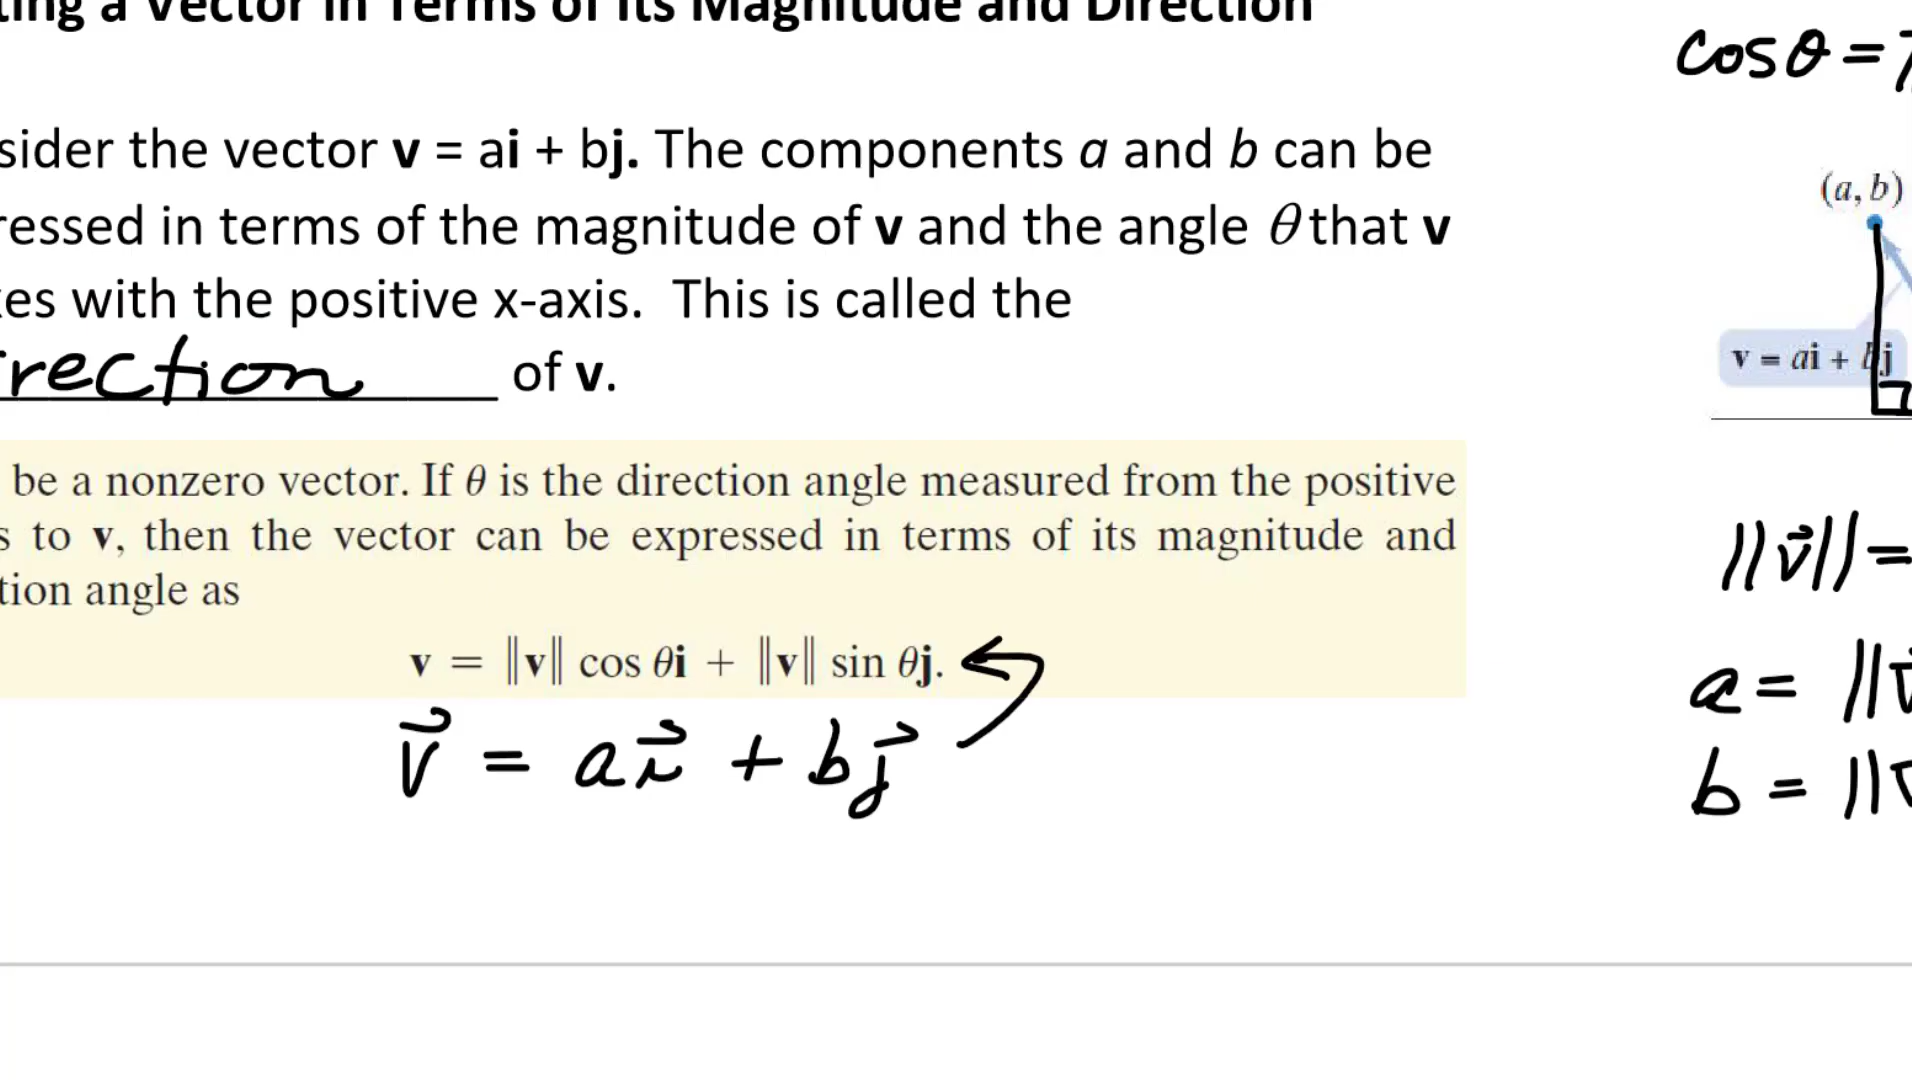 ting a Vector in Terms of its Magnitude and Direction
sider the vector v = ai + bj. The components a and b can be
ressed in terms of the magnitude of v and the angle θ that v
kes with the positive x-axis. This is called the
irection of v.
be a nonzero vector. If θ is the direction angle measured from the positive
s to v, then the vector can be expressed in terms of its magnitude and
tion angle as
v = ‖v‖ cos θi + ‖v‖ sin θj.
v⃗ = ai⃗ + bj⃗
cos θ =
(a, b)
v = ai + bj
‖v⃗‖ =
a = ‖v
b = ‖v